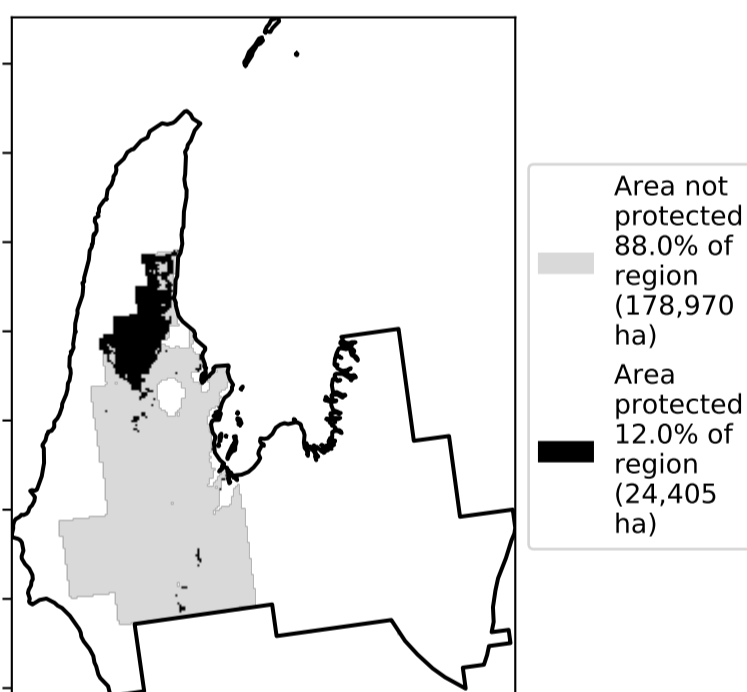 Area not
protected
88.0% of
region
(178,970
ha)
Area
protected
12.0% of
region
(24,405
ha)